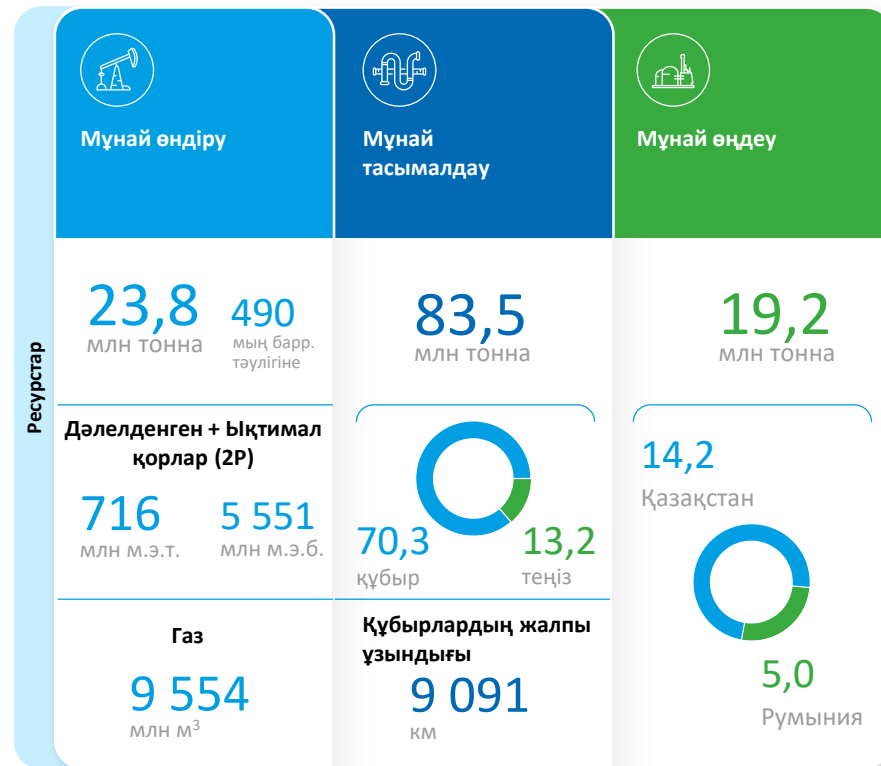 Ресурстар
Мұнай өндіру
23,8
млн тонна
490
мың барр.
тәулігіне
Дәлелденген + Ықтимал
қорлар (2P)
716
млн м.э.т.
5 551
млн м.э.б.
Газ
9 554
млн м³
Мұнай
тасымалдау
83,5
млн тонна
70,3
құбыр
13,2
теңіз
Құбырлардың жалпы
ұзындығы
9 091
км
Мұнай өңдеу
19,2
млн тонна
14,2
Қазақстан
5,0
Румыния